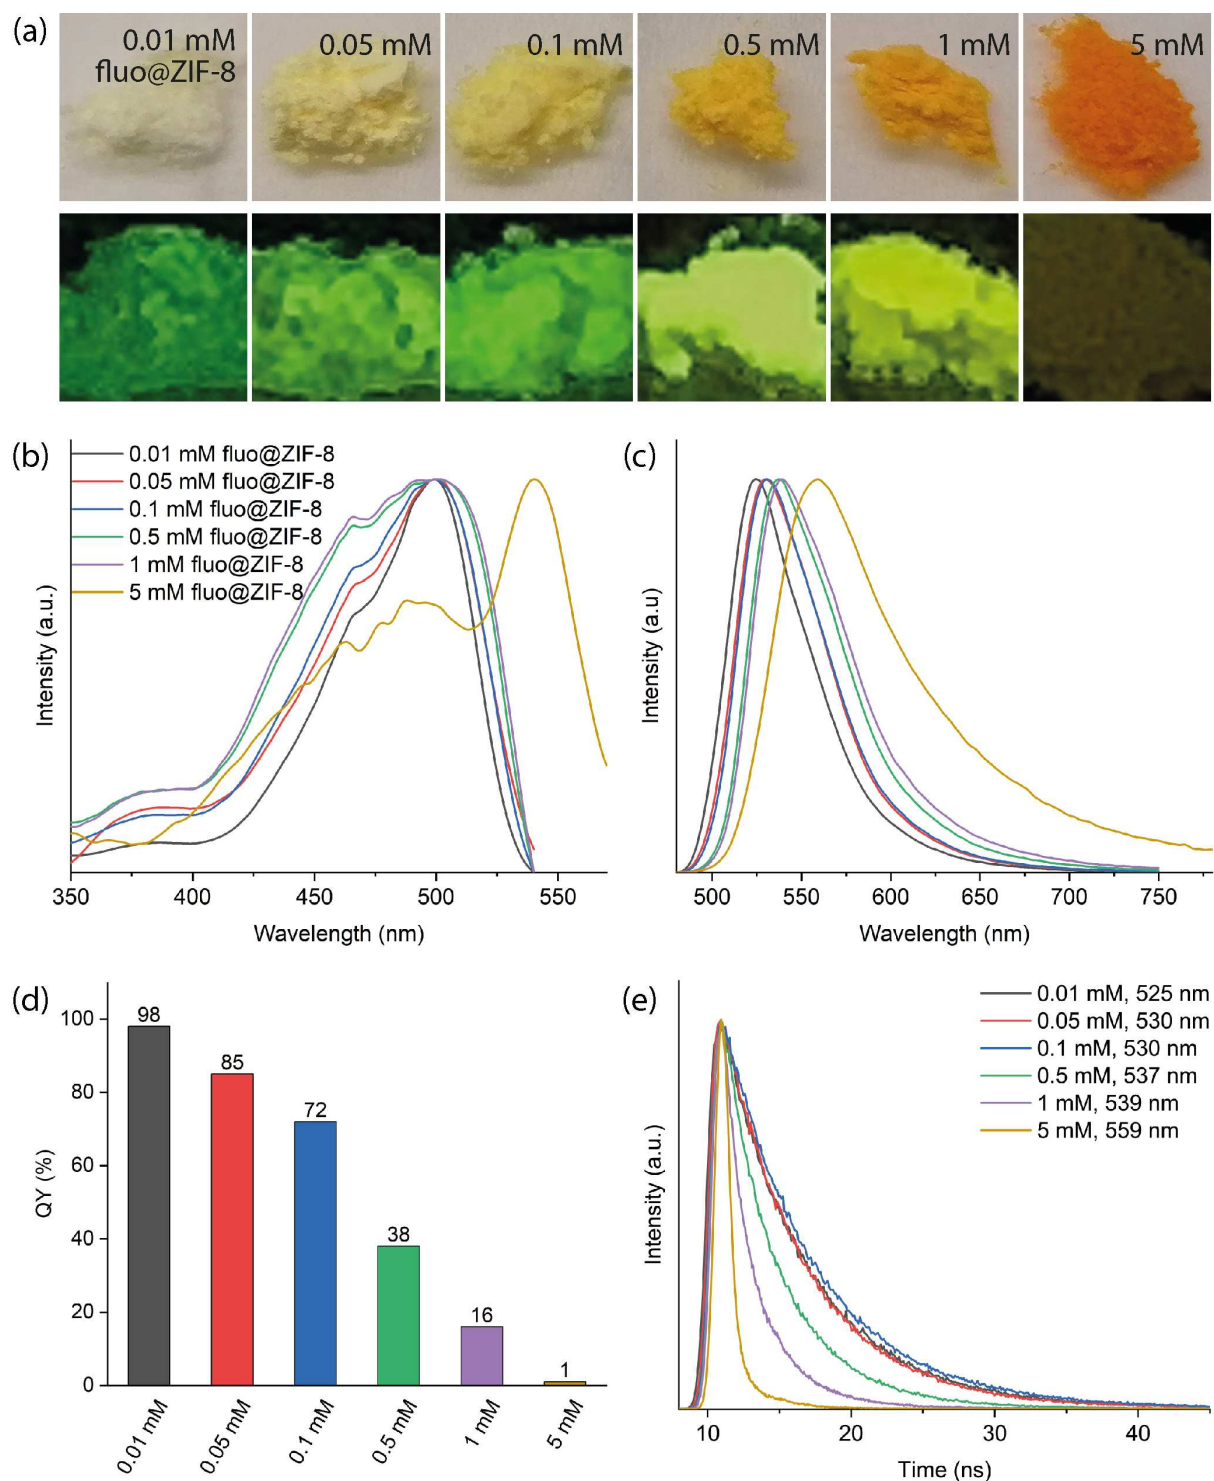 (a)
0.01 mM
fluo@ZIF-8
0.05 mM
0.1 mM
0.5 mM
1 mM
5 mM
(b)
0.01 mM fluo@ZIF-8
0.05 mM fluo@ZIF-8
0.1 mM fluo@ZIF-8
0.5 mM fluo@ZIF-8
1 mM fluo@ZIF-8
5 mM fluo@ZIF-8
Intensity (a.u.)
350 400 450 500 550
Wavelength (nm)
(c)
Intensity (a.u)
500 550 600 650 700 750
Wavelength (nm)
(d)
QY (%)
100
80
60
40
20
0
98
85
72
38
16
1
0.01 mM
0.05 mM
0.1 mM
0.5 mM
1 mM
5 mM
(e)
0.01 mM, 525 nm
0.05 mM, 530 nm
0.1 mM, 530 nm
0.5 mM, 537 nm
1 mM, 539 nm
5 mM, 559 nm
Intensity (a.u.)
10 20 30 40
Time (ns)